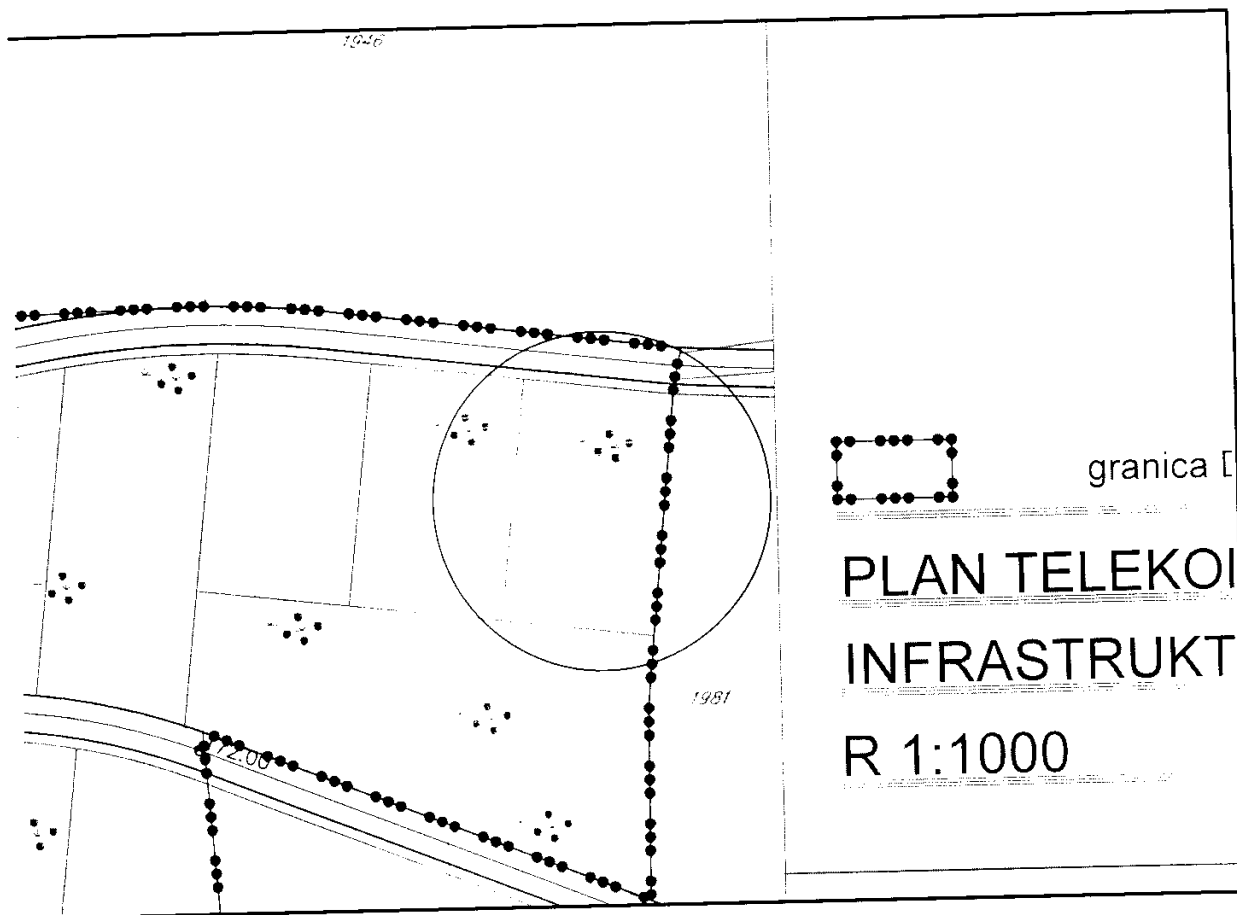 1946
granica
PLAN TELEKO
INFRASTRUKT
1981
R 1:1000
72.00